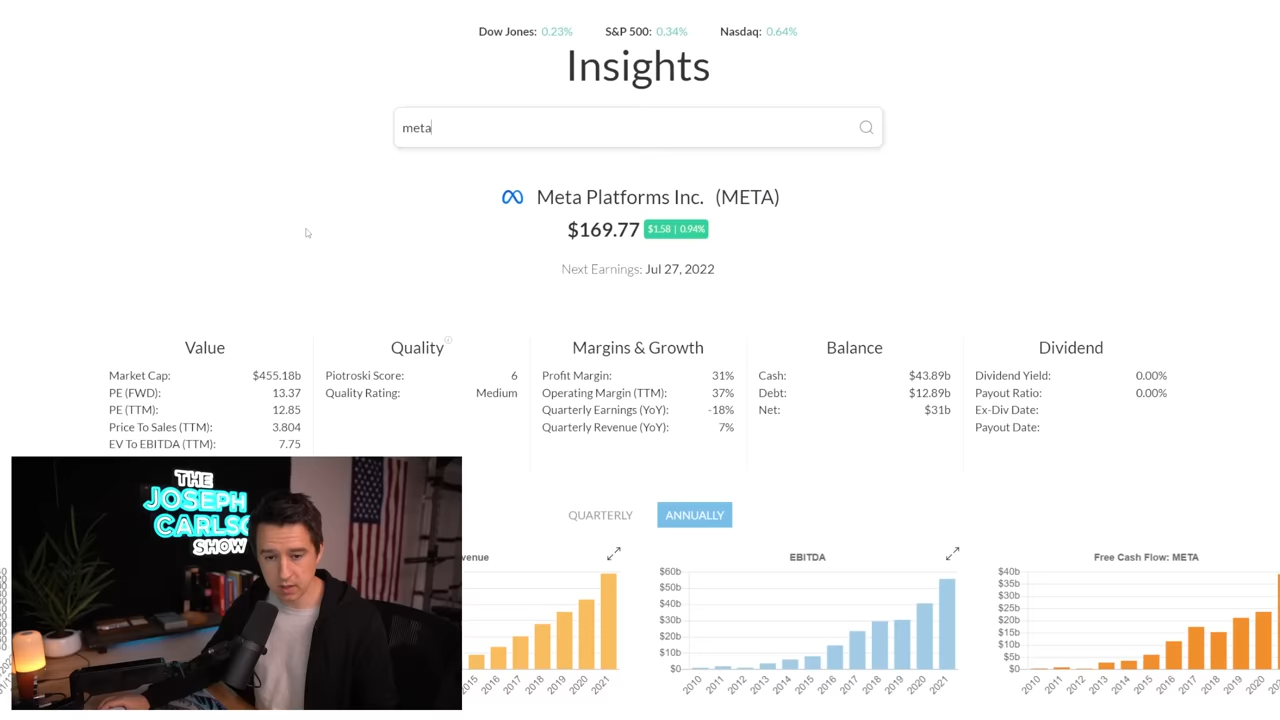 Dow Jones: 0.23% S&P 500: 0.34% Nasdaq: 0.64%
Insights
meta
Meta Platforms Inc. (META)
$169.77 $1.58 | 0.94%
Next Earnings: Jul 27, 2022
Value
Market Cap: $455.18b
PE (FWD): 13.37
PE (TTM): 12.85
Price To Sales (TTM): 3.804
EV To EBITDA (TTM): 7.75
Quality
Piotroski Score: 6
Quality Rating: Medium
Margins & Growth
Profit Margin: 31%
Operating Margin (TTM): 37%
Quarterly Earnings (YoY): -18%
Quarterly Revenue (YoY): 7%
Balance
Cash: $43.89b
Debt: $12.89b
Net: $31b
Dividend
Dividend Yield: 0.00%
Payout Ratio: 0.00%
Ex-Div Date:
Payout Date:
QUARTERLY ANNUALLY
THE
JOSEPH
CARLSO
SHOW
venue
2015 2016 2017 2018 2019 2020 2021
EBITDA
$60b
$50b
$40b
$30b
$20b
$10b
$0
2010 2011 2012 2013 2014 2015 2016 2017 2018 2019 2020 2021
Free Cash Flow: META
$40b
$35b
$30b
$25b
$20b
$15b
$10b
$5b
$0
2010 2011 2012 2013 2014 2015 2016 2017 2018 2019 2020